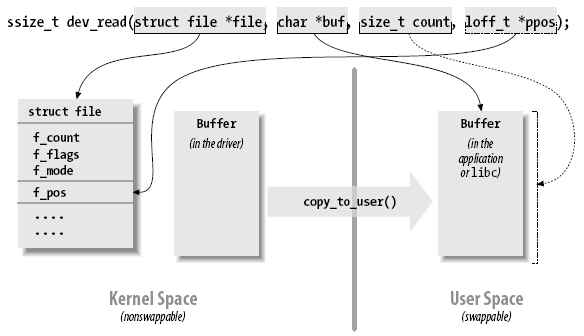 ssize_t dev_read(struct file *file, char *buf, size_t count, loff_t *ppos);
struct file
f_count
f_flags
f_mode
f_pos
....
....
Buffer
(in the driver)
copy_to_user()
Buffer
(in the
application
or libc)
Kernel Space
(nonswappable)
User Space
(swappable)